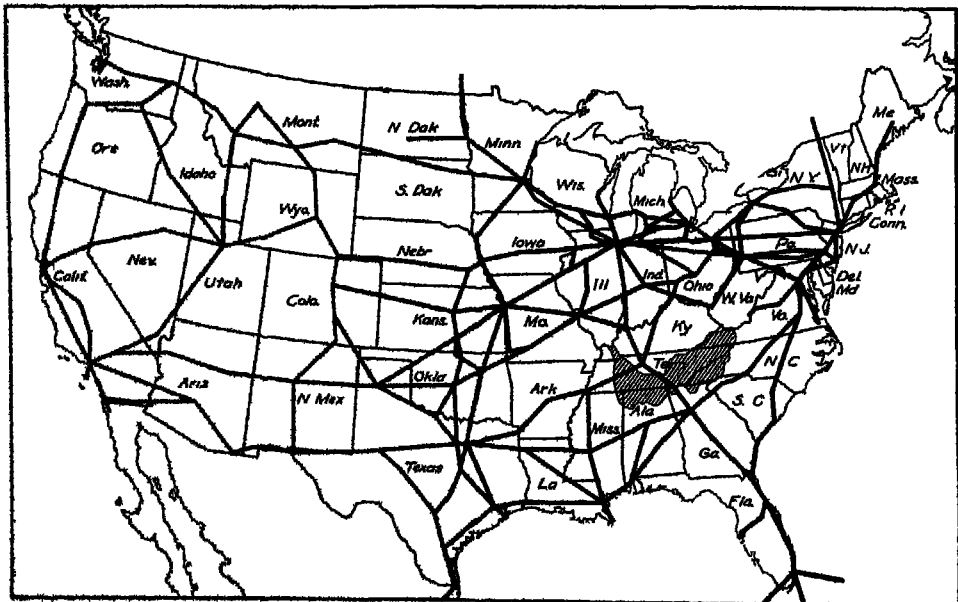 Wash.
Mont.
N Dak
Minn.
Me
Ore
Idaho
S. Dak
Wis.
Mich.
N Y
Vt
N H
Mass.
R I
Conn.
Wyo.
Nebr
Iowa
Pa.
N J.
Calif.
Nev.
Utah
Colo.
Kans.
Mo.
Ill
Ind.
Ohio
W. Va
Va.
Del
Md
Ky
Ariz
N Mex
Okla
Ark
N C
S. C
Texas
La
Miss.
Ala
Ga.
Fla.